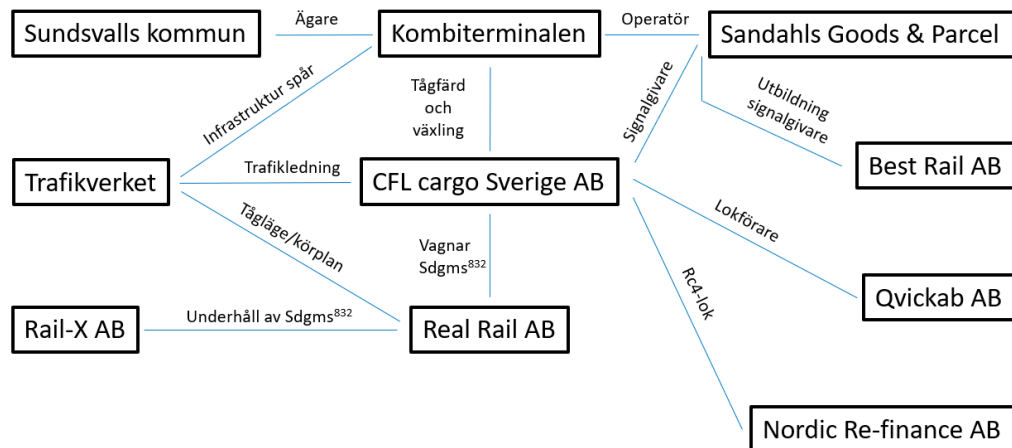 Sundsvalls kommun
Ägare
Kombiterminalen
Operatör
Sandahls Goods & Parcel
Infrastruktur spår
Tågfärd
och
växling
Signalgivare
Utbildning
signalgivare
Best Rail AB
Trafikverket
Trafikledning
CFL cargo Sverige AB
Tågläge/körplan
Vagnar
Sdgms⁸³²
Lokförare
Rc4-lok
Qvickab AB
Rail-X AB
Underhåll av Sdgms⁸³²
Real Rail AB
Nordic Re-finance AB